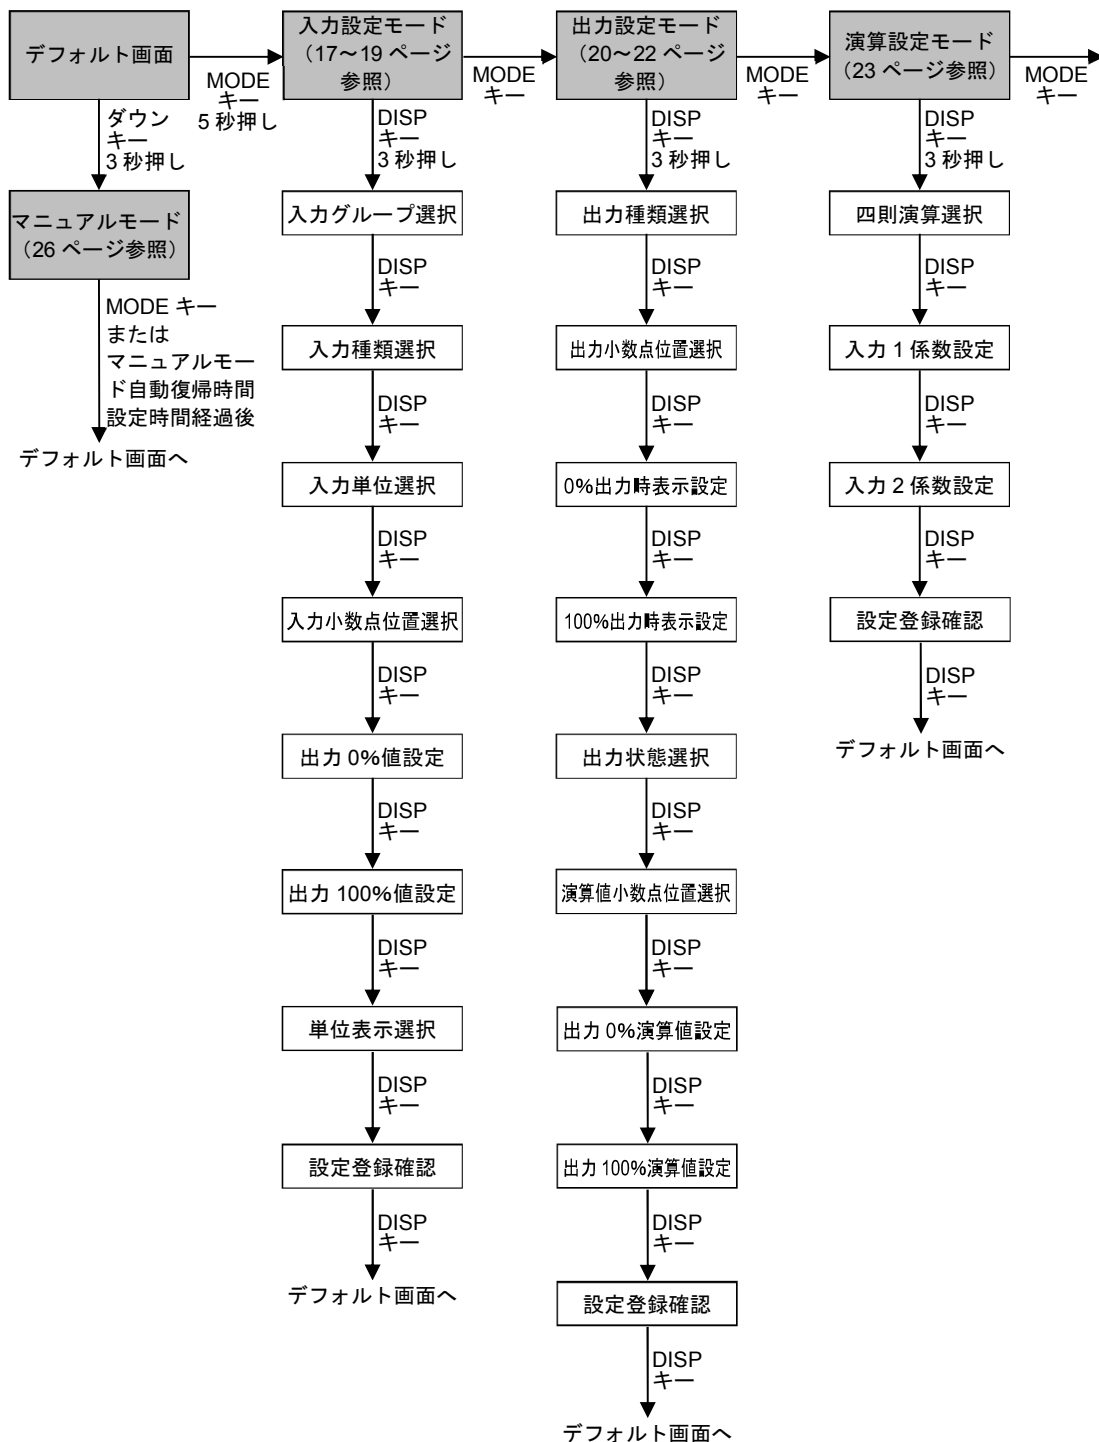 デフォルト画面
MODE
キー
5 秒押し
入力設定モード
（17～19 ページ
参照）
MODE
キー
出力設定モード
（20～22 ページ
参照）
MODE
キー
演算設定モード
（23 ページ参照）
MODE
キー
ダウン
キー
3 秒押し
マニュアルモード
（26 ページ参照）
MODE キー
または
マニュアルモー
ド自動復帰時間
設定時間経過後
デフォルト画面へ
DISP
キー
3 秒押し
入力グループ選択
DISP
キー
入力種類選択
DISP
キー
入力単位選択
DISP
キー
入力小数点位置選択
DISP
キー
出力 0%値設定
DISP
キー
出力 100%値設定
DISP
キー
単位表示選択
DISP
キー
設定登録確認
DISP
キー
デフォルト画面へ
DISP
キー
3 秒押し
出力種類選択
DISP
キー
出力小数点位置選択
DISP
キー
0%出力時表示設定
DISP
キー
100%出力時表示設定
DISP
キー
出力状態選択
DISP
キー
演算値小数点位置選択
DISP
キー
出力 0%演算値設定
DISP
キー
出力 100%演算値設定
DISP
キー
設定登録確認
DISP
キー
デフォルト画面へ
DISP
キー
3 秒押し
四則演算選択
DISP
キー
入力 1 係数設定
DISP
キー
入力 2 係数設定
DISP
キー
設定登録確認
DISP
キー
デフォルト画面へ